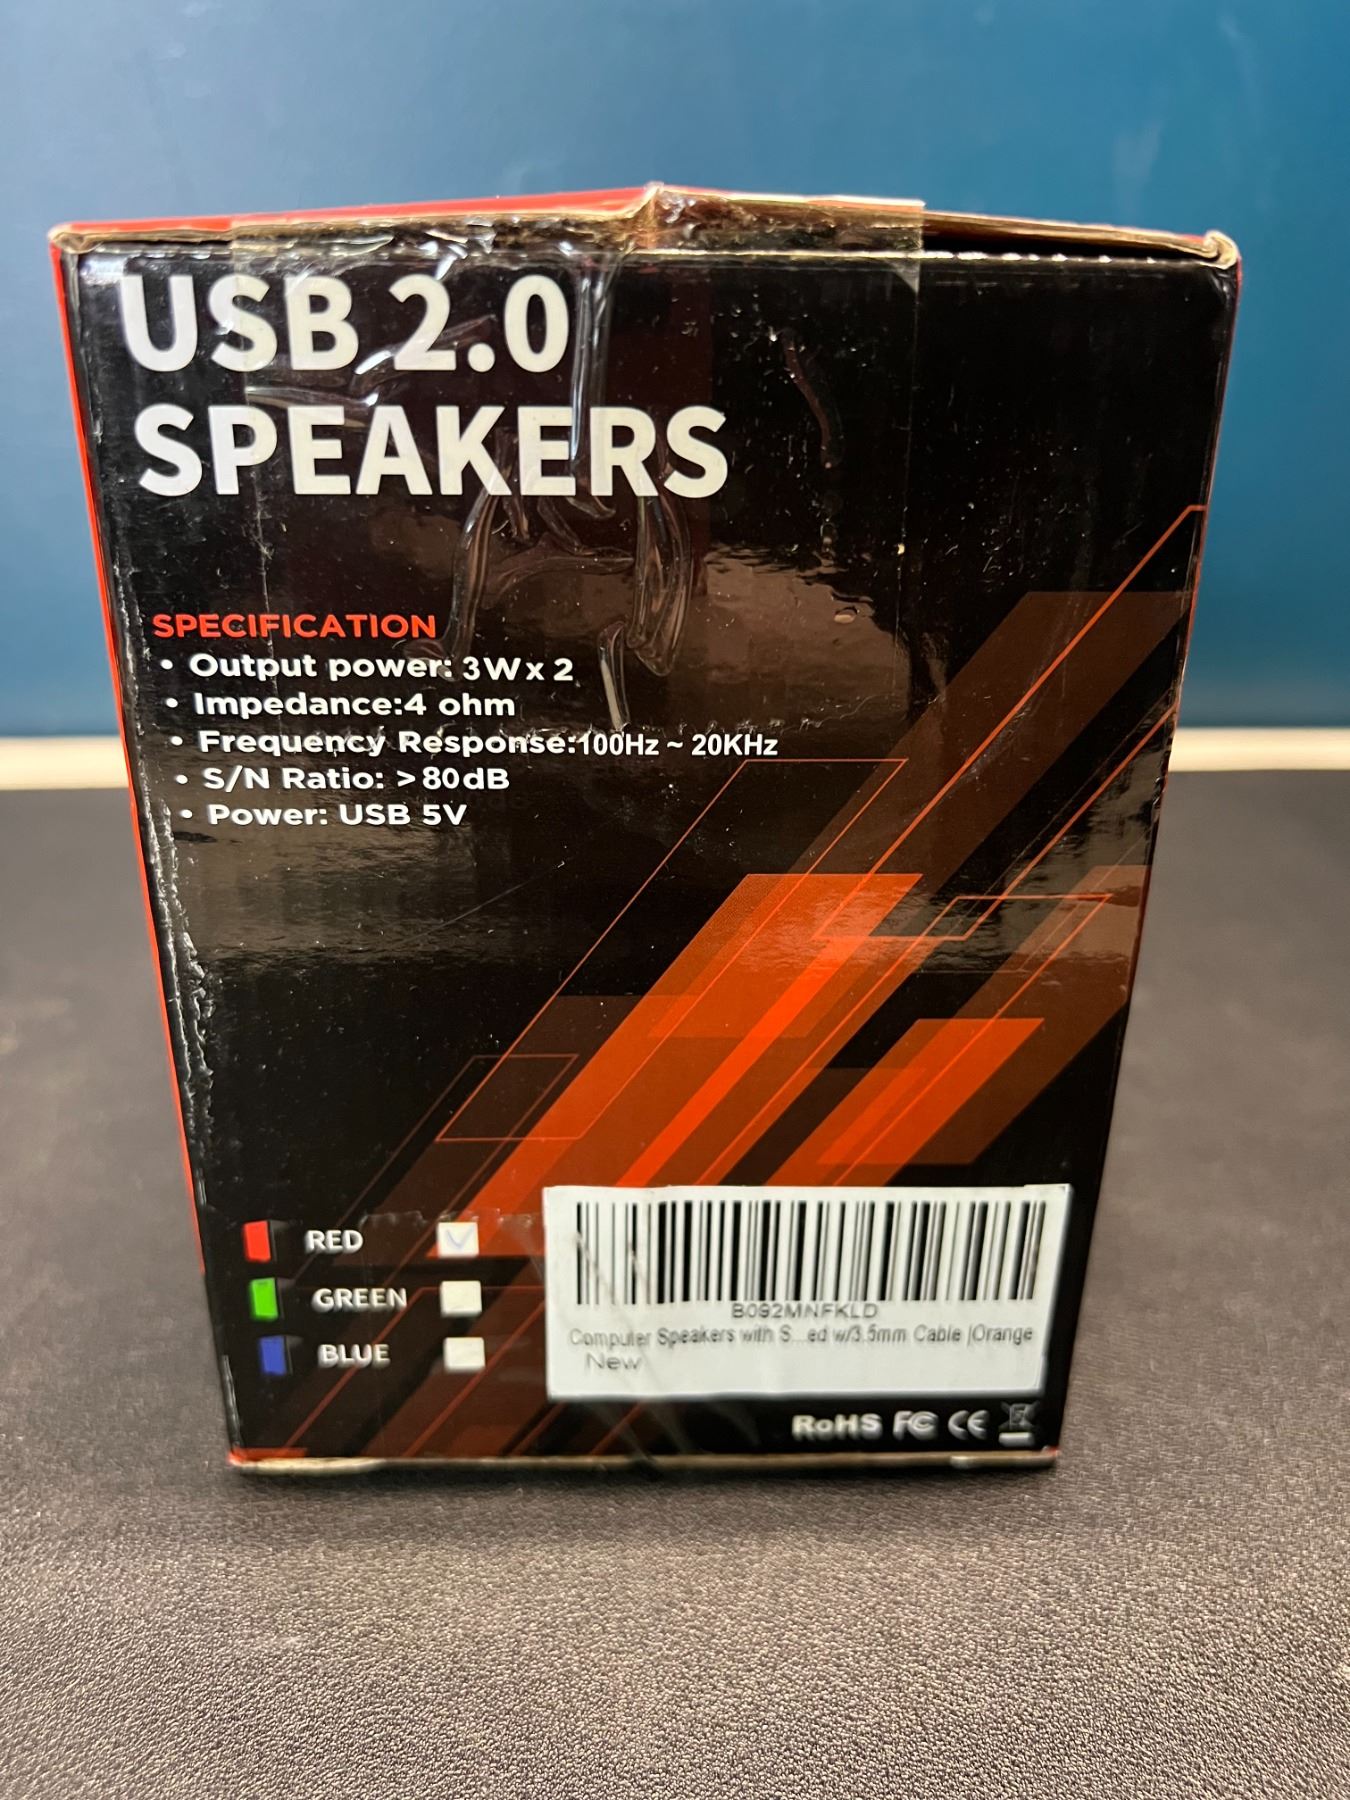 USB 2.0
SPEAKERS
SPECIFICATION
• Output power: 3W x 2
• Impedance:4 ohm
• Frequency Response:100Hz ~ 20KHz
• S/N Ratio: >80dB
• Power: USB 5V
RED
GREEN
BLUE
B092MNFKLD
Computer Speakers with S...ed w/3.5mm Cable |Orange
New
RoHS FC CE